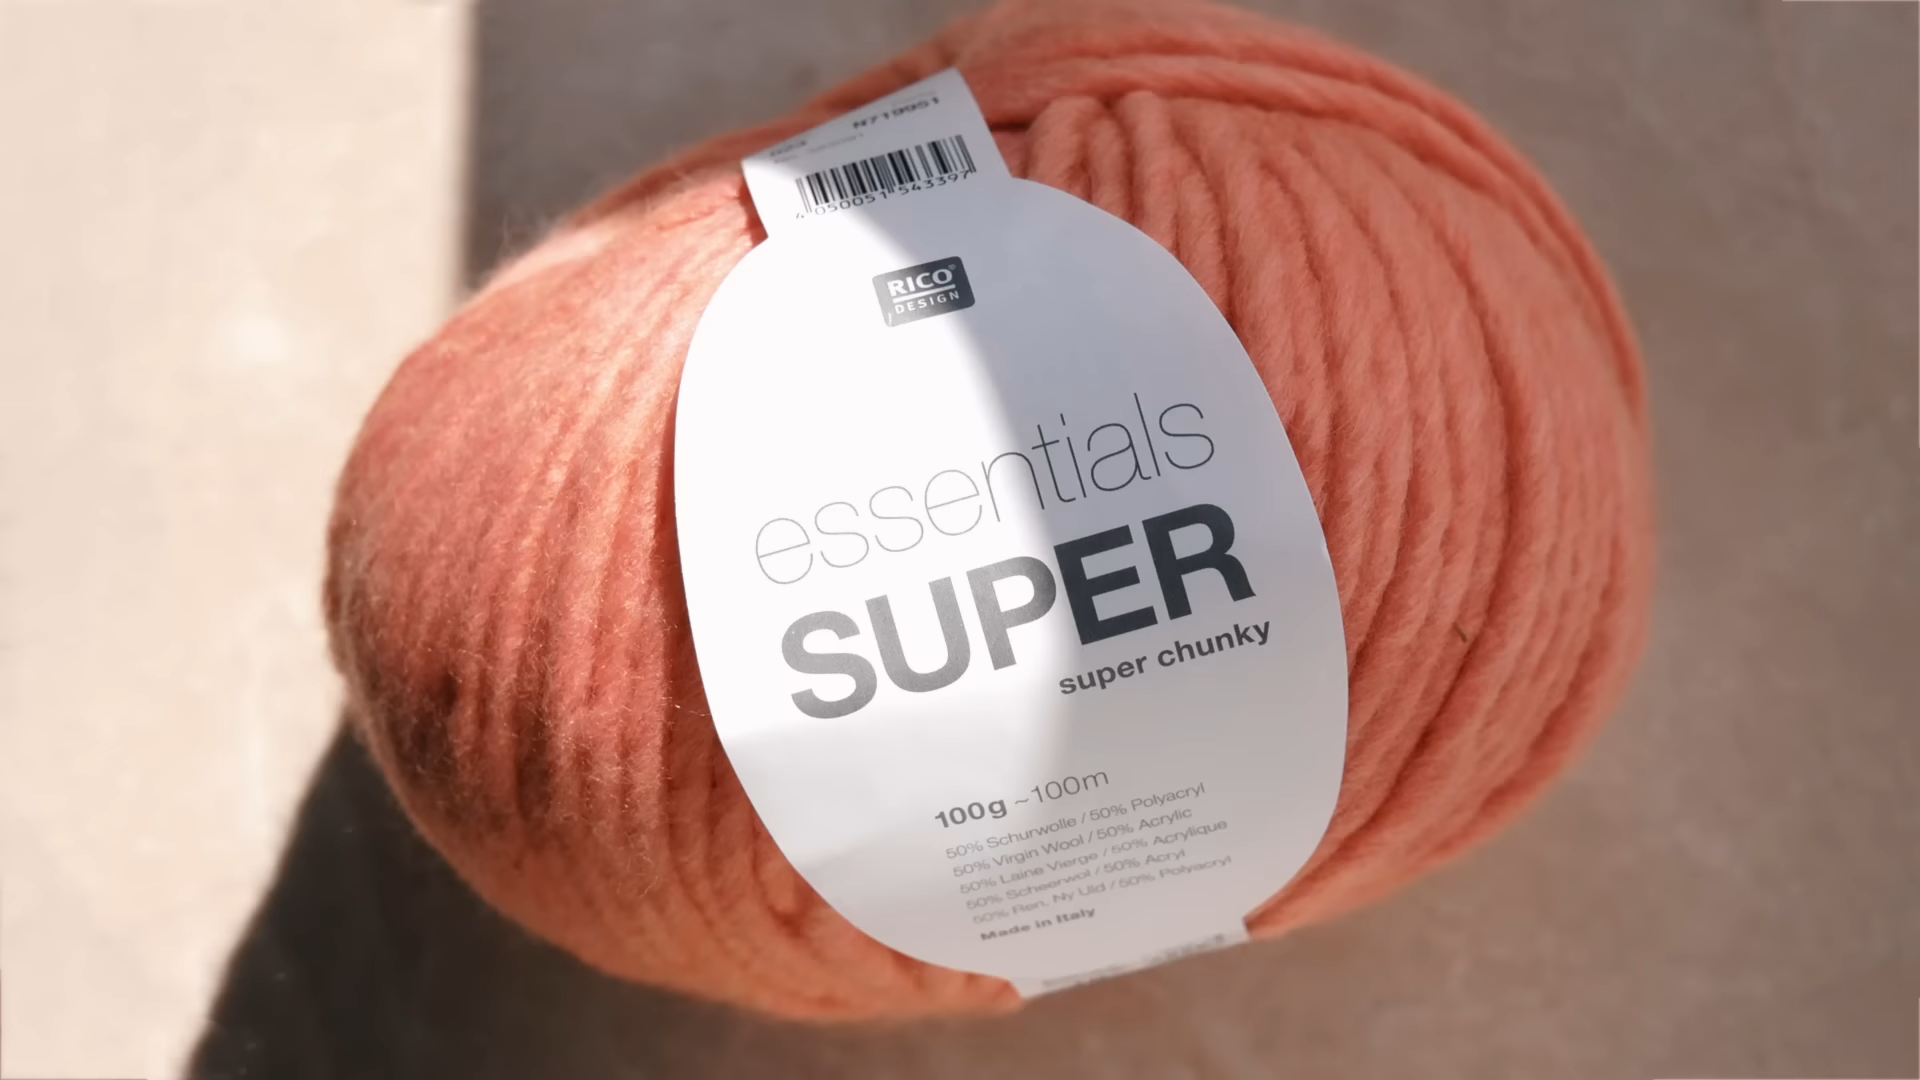 N719951
023
4 050051 543397
RICO®
DESIGN
essentials
SUPER
super chunky
100g ~100m
50% Schurwolle / 50% Polyacryl
50% Virgin Wool / 50% Acrylic
50% Laine Vierge / 50% Acrylique
50% Scheerwol / 50% Acryl
50% Ren. Ny Uld / 50% Polyacryl
Made in Italy